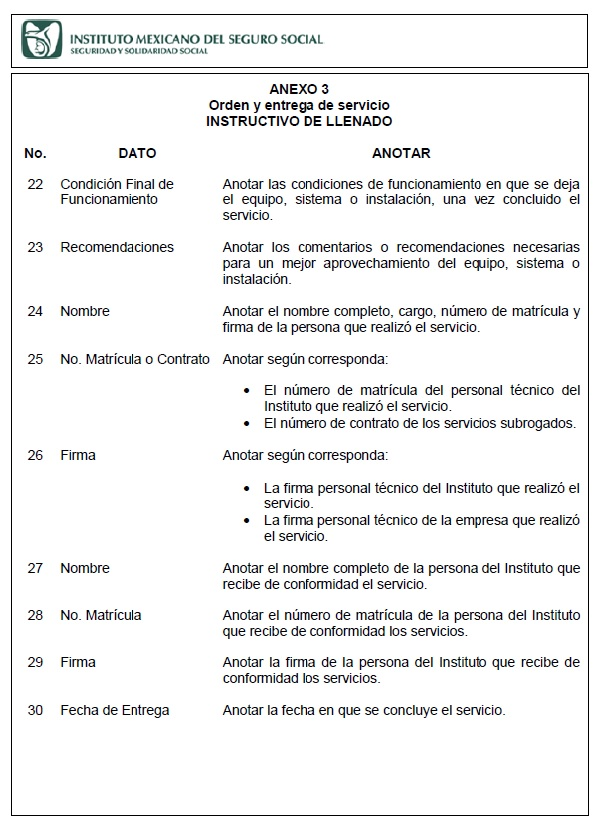 INSTITUTO MEXICANO DEL SEGURO SOCIAL
SEGURIDAD Y SOLIDARIDAD SOCIAL
ANEXO 3
Orden y entrega de servicio
INSTRUCTIVO DE LLENADO
No. DATO ANOTAR
22 Condición Final de Funcionamiento Anotar las condiciones de funcionamiento en que se deja
el equipo, sistema o instalación, una vez concluido el
servicio.
23 Recomendaciones Anotar los comentarios o recomendaciones necesarias
para un mejor aprovechamiento del equipo, sistema o
instalación.
24 Nombre Anotar el nombre completo, cargo, número de matrícula y
firma de la persona que realizó el servicio.
25 No. Matrícula o Contrato Anotar según corresponda:
• El número de matrícula del personal técnico del
Instituto que realizó el servicio.
• El número de contrato de los servicios subrogados.
26 Firma Anotar según corresponda:
• La firma personal técnico del Instituto que realizó el
servicio.
• La firma personal técnico de la empresa que realizó
el servicio.
27 Nombre Anotar el nombre completo de la persona del Instituto que
recibe de conformidad el servicio.
28 No. Matrícula Anotar el número de matrícula de la persona del Instituto
que recibe de conformidad los servicios.
29 Firma Anotar la firma de la persona del Instituto que recibe de
conformidad los servicios.
30 Fecha de Entrega Anotar la fecha en que se concluye el servicio.